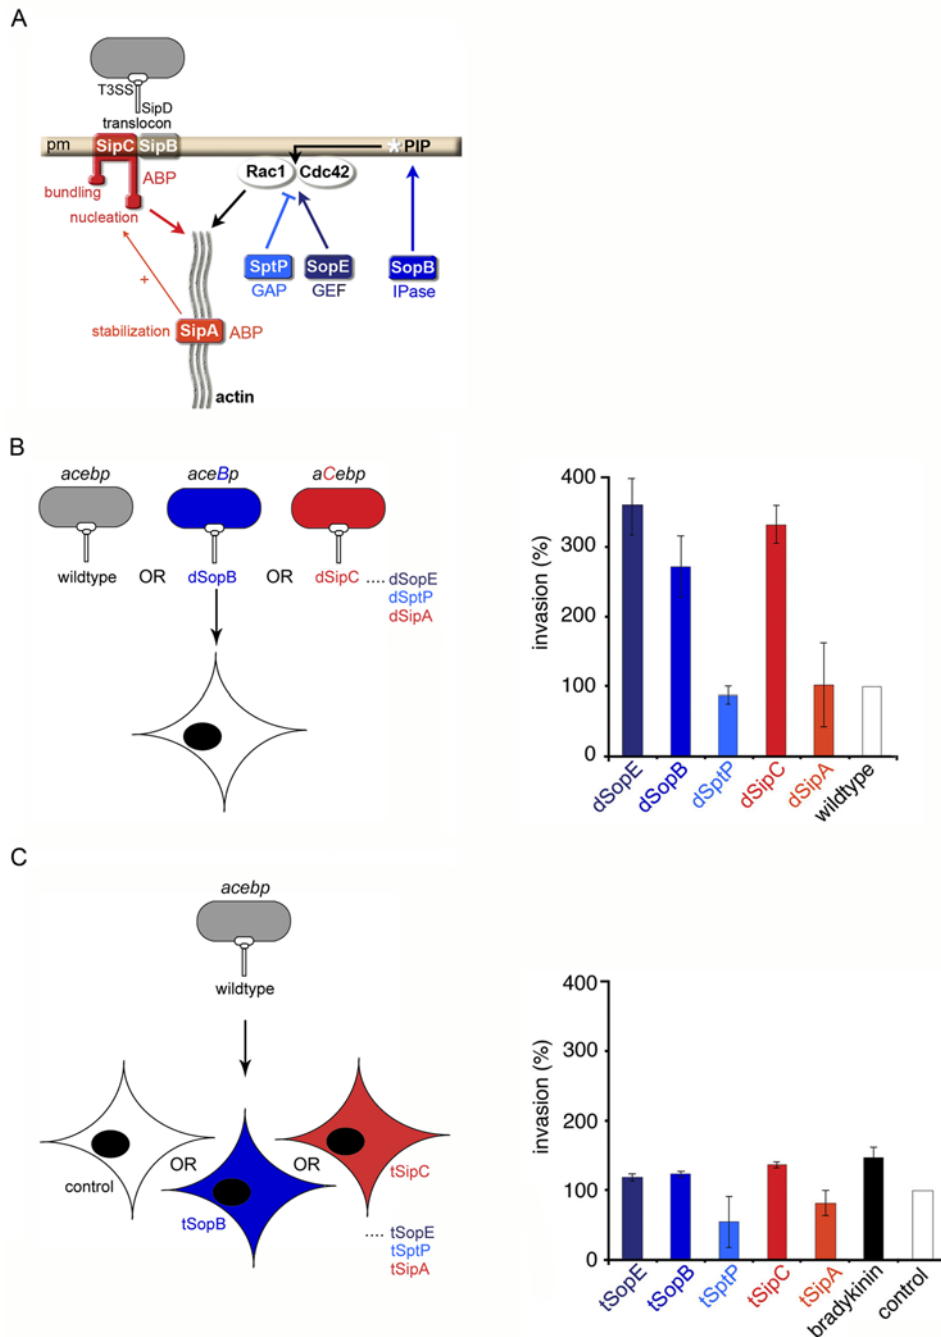 A
T3SS
SipD
translocon
pm SipC SipB PIP
Rac1 Cdc42
ABP
bundling
nucleation
+
SptP SopE SopB
GAP GEF IPase
stabilization SipA ABP
actin
B
acebp aceBp aCebp
wildtype OR dSopB OR dSipC .... dSopE
dSptP
dSipA
invasion (%)
400
300
200
100
0
dSopE dSopB dSptP dSipC dSipA wildtype
C
acebp
wildtype
control OR tSopB OR tSipC
.... tSopE
tSptP
tSipA
invasion (%)
400
300
200
100
0
tSopE tSopB tSptP tSipC tSipA bradykinin control